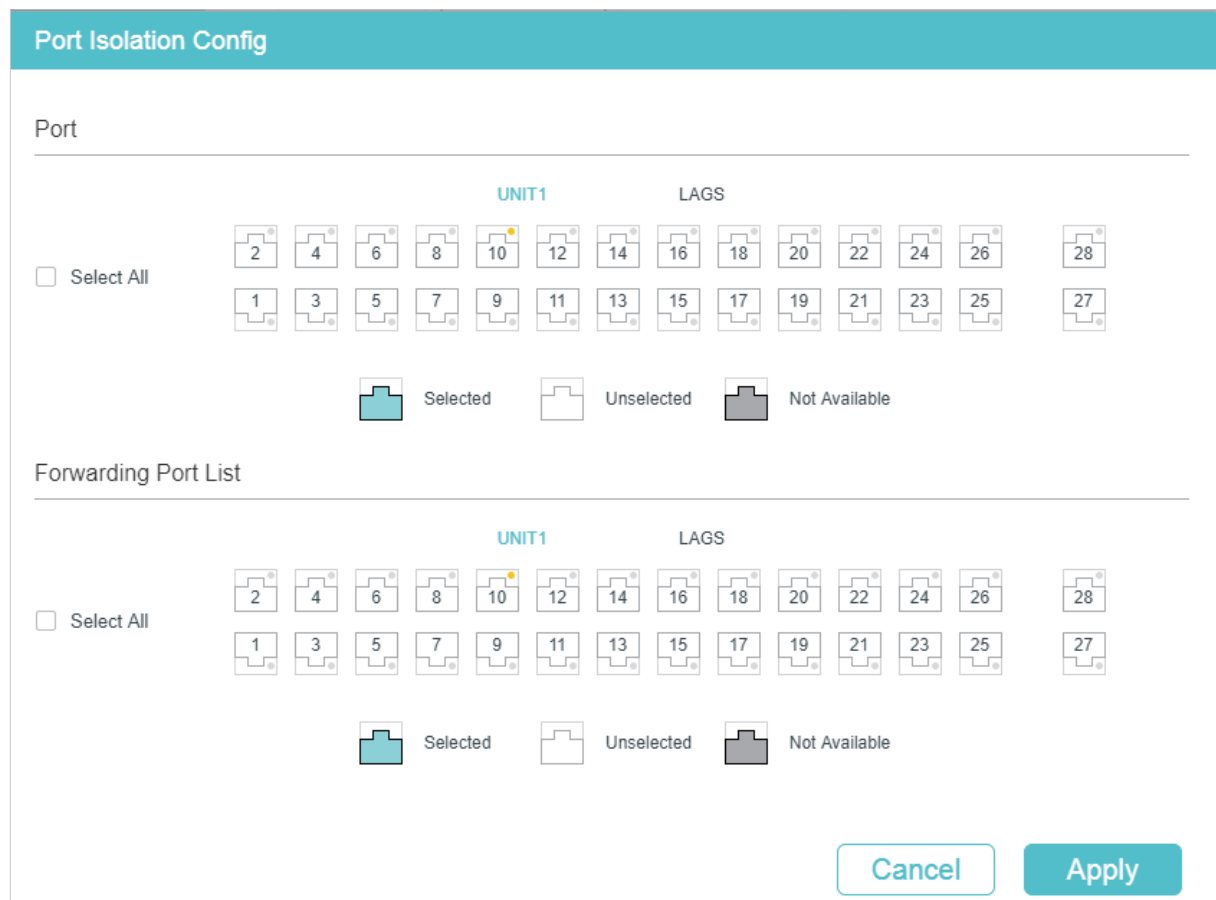 Port Isolation Config
Port
UNIT1 LAGS
2 4 6 8 10 12 14 16 18 20 22 24 26 28
Select All
1 3 5 7 9 11 13 15 17 19 21 23 25 27
Selected Unselected Not Available
Forwarding Port List
UNIT1 LAGS
2 4 6 8 10 12 14 16 18 20 22 24 26 28
Select All
1 3 5 7 9 11 13 15 17 19 21 23 25 27
Selected Unselected Not Available
Cancel Apply